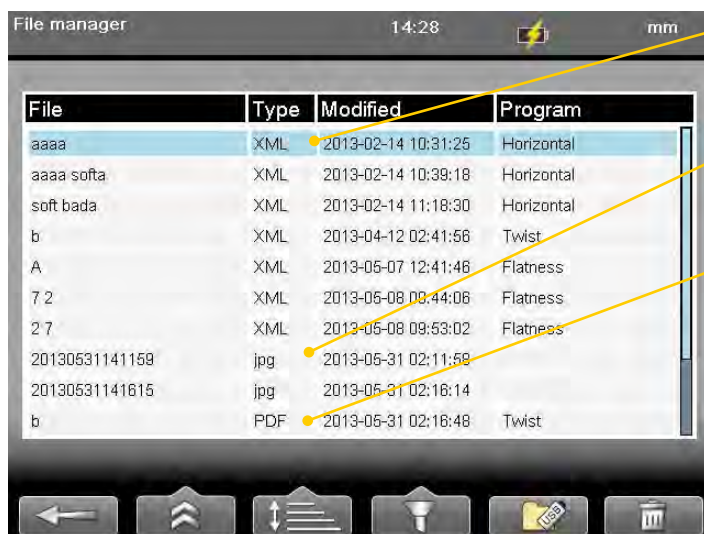 File manager 14:28 mm
File Type Modified Program
aaaa XML 2013-02-14 10:31:25 Horizontal
aaaa softa XML 2013-02-14 10:39:18 Horizontal
soft bada XML 2013-02-14 11:18:30 Horizontal
b XML 2013-04-12 02:41:56 Twist
A XML 2013-05-07 12:41:46 Flatness
7 2 XML 2013-05-08 09:44:06 Flatness
2 7 XML 2013-05-08 09:53:02 Flatness
20130531141159 jpg 2013-05-31 02:11:58
20130531141615 jpg 2013-05-31 02:16:14
b PDF 2013-05-31 02:16:48 Twist
USB